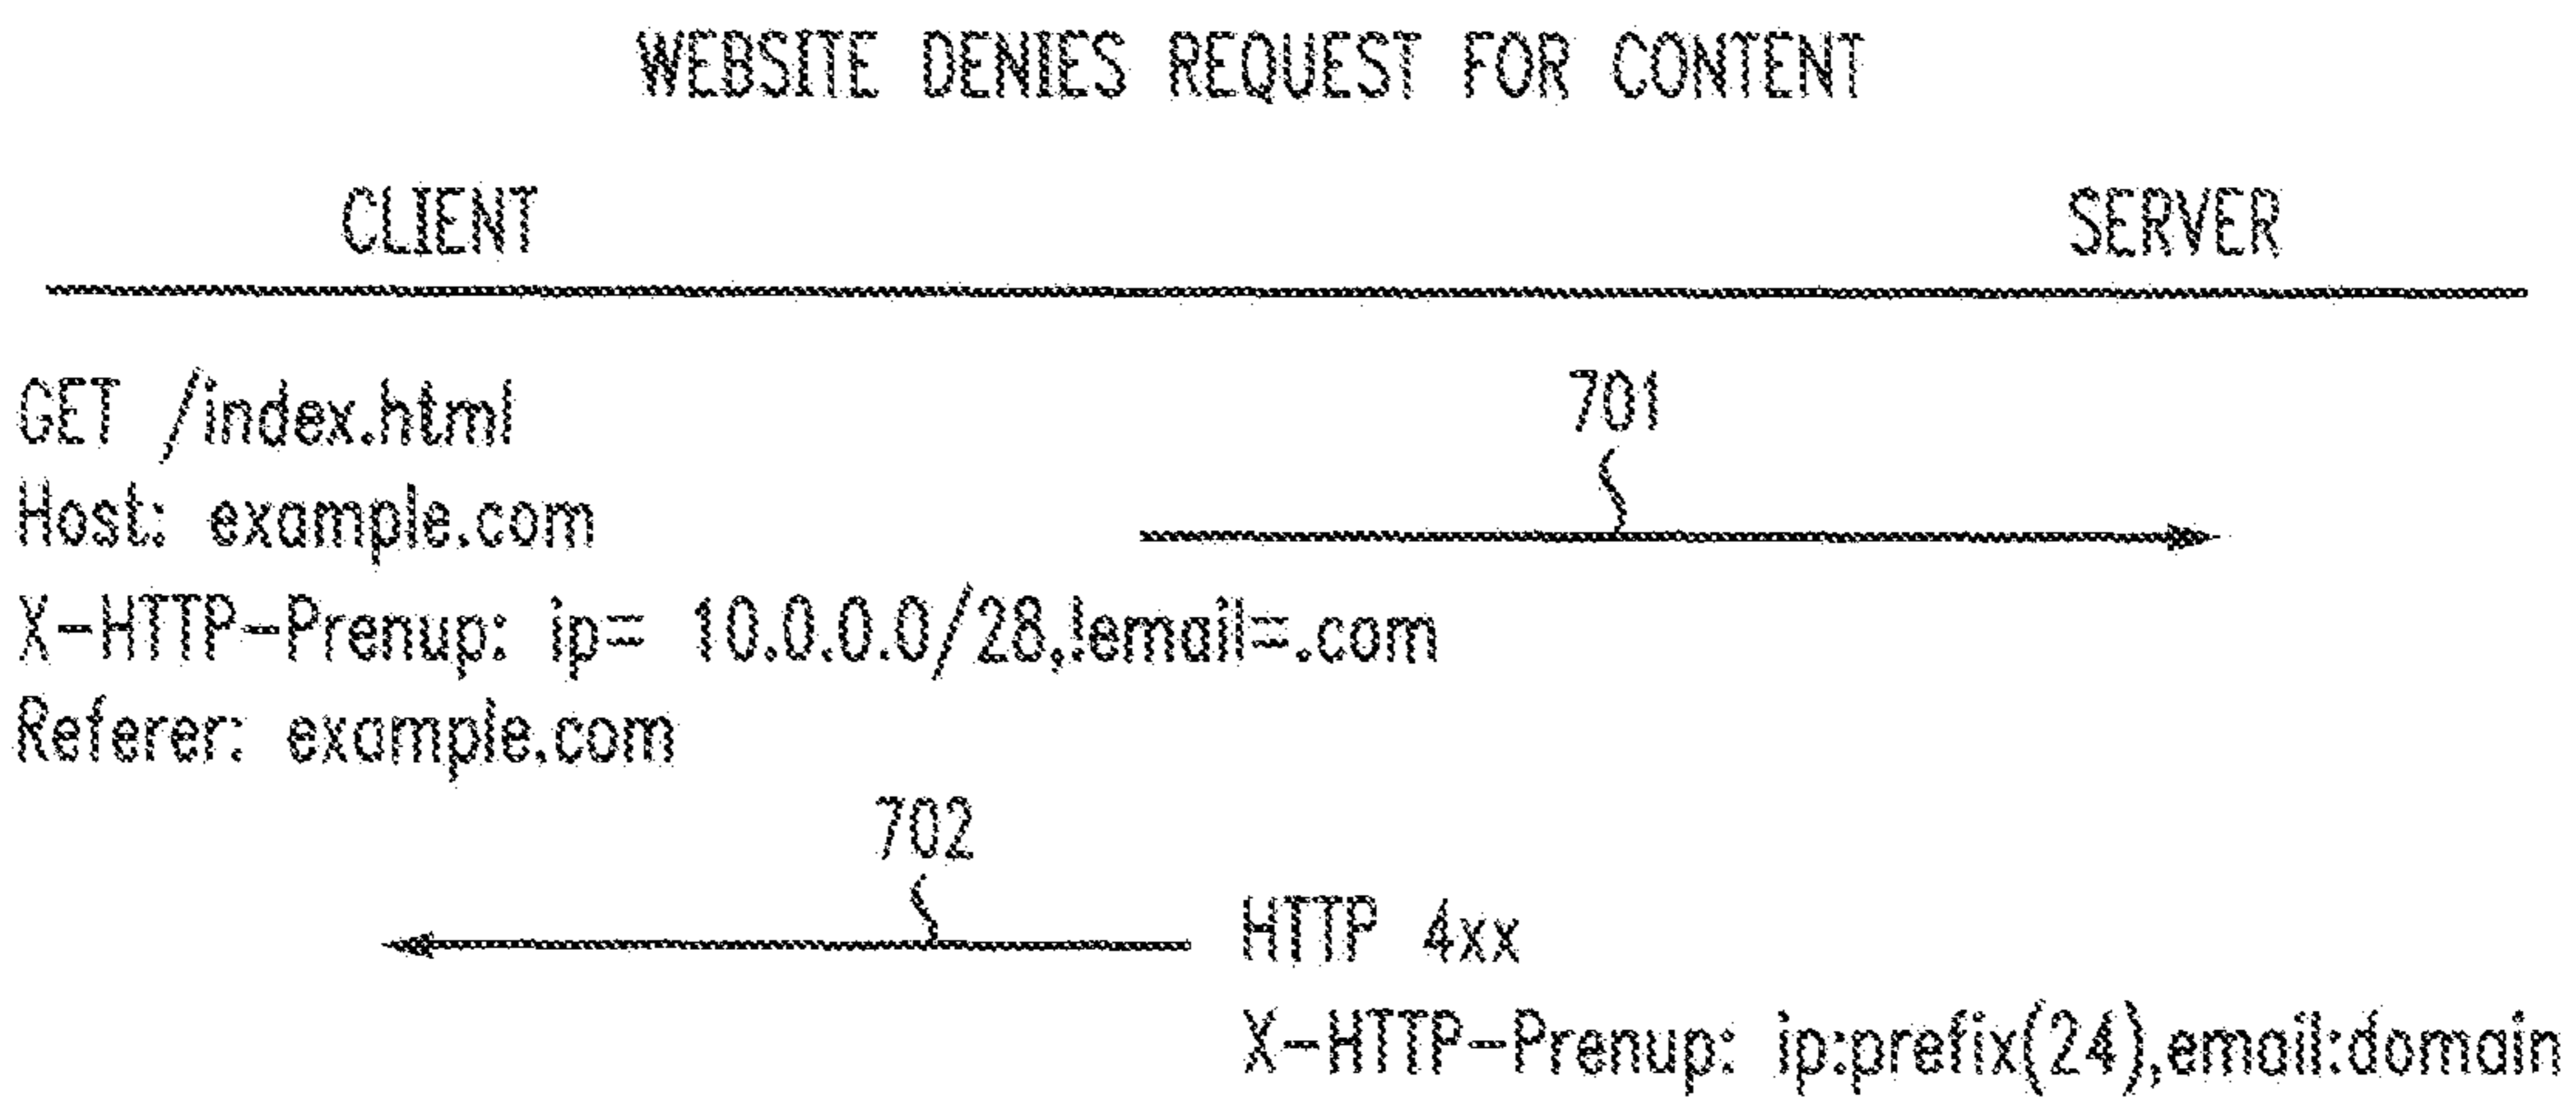 WEBSITE DENIES REQUEST FOR CONTENT
CLIENT SERVER
GET /index.html
701
Host: example.com
X-HTTP-Prenup: ip= 10.0.0.0/28,!email=.com
Referer: example.com
702
HTTP 4xx
X-HTTP-Prenup: ip:prefix(24),email:domain